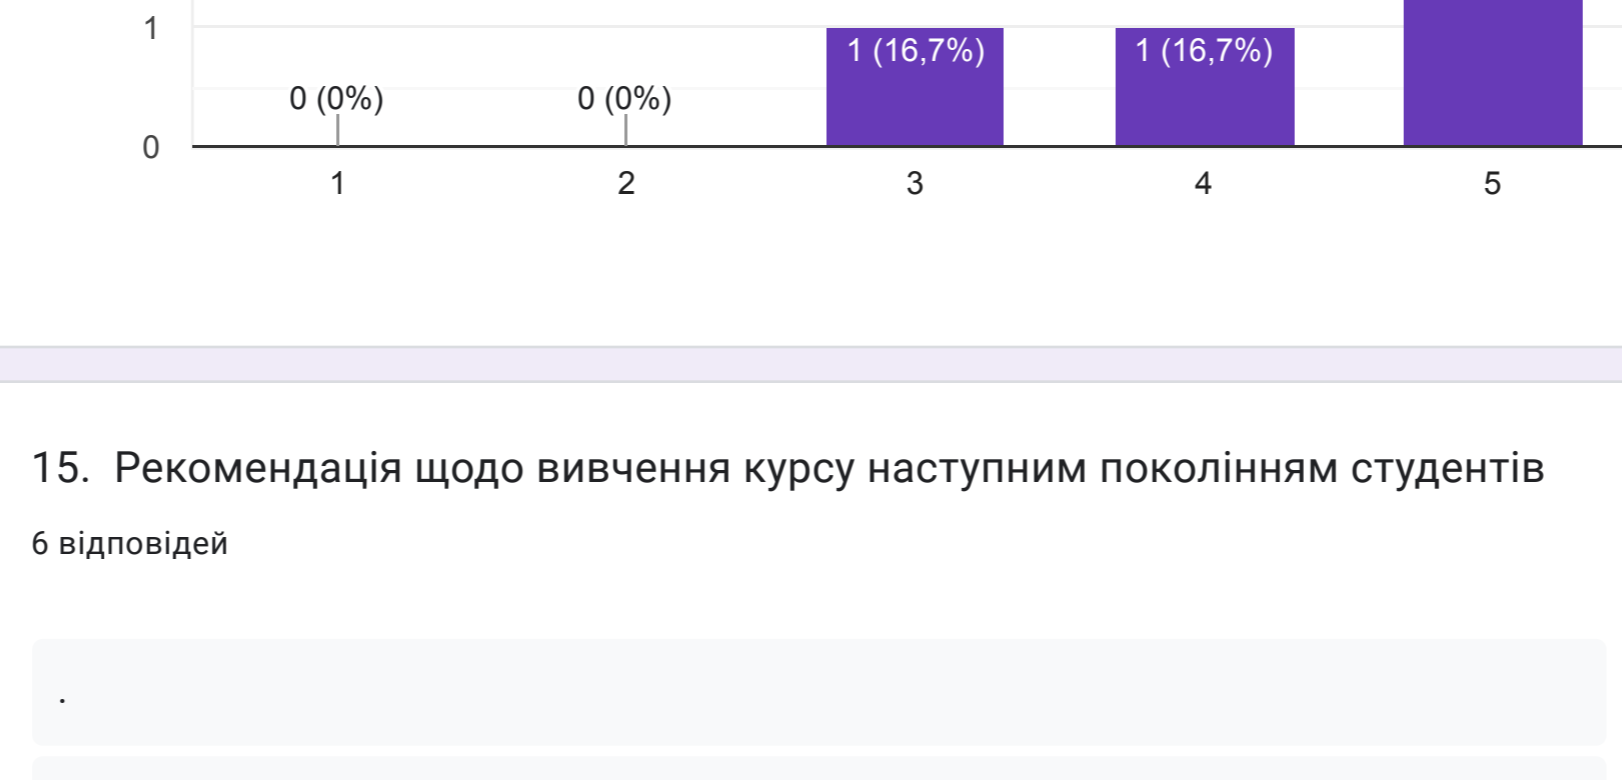 1
1 (16,7%) 1 (16,7%)
0 (0%) 0 (0%)
0
1 2 3 4 5
15. Рекомендація щодо вивчення курсу наступним поколінням студентів
6 відповідей
.